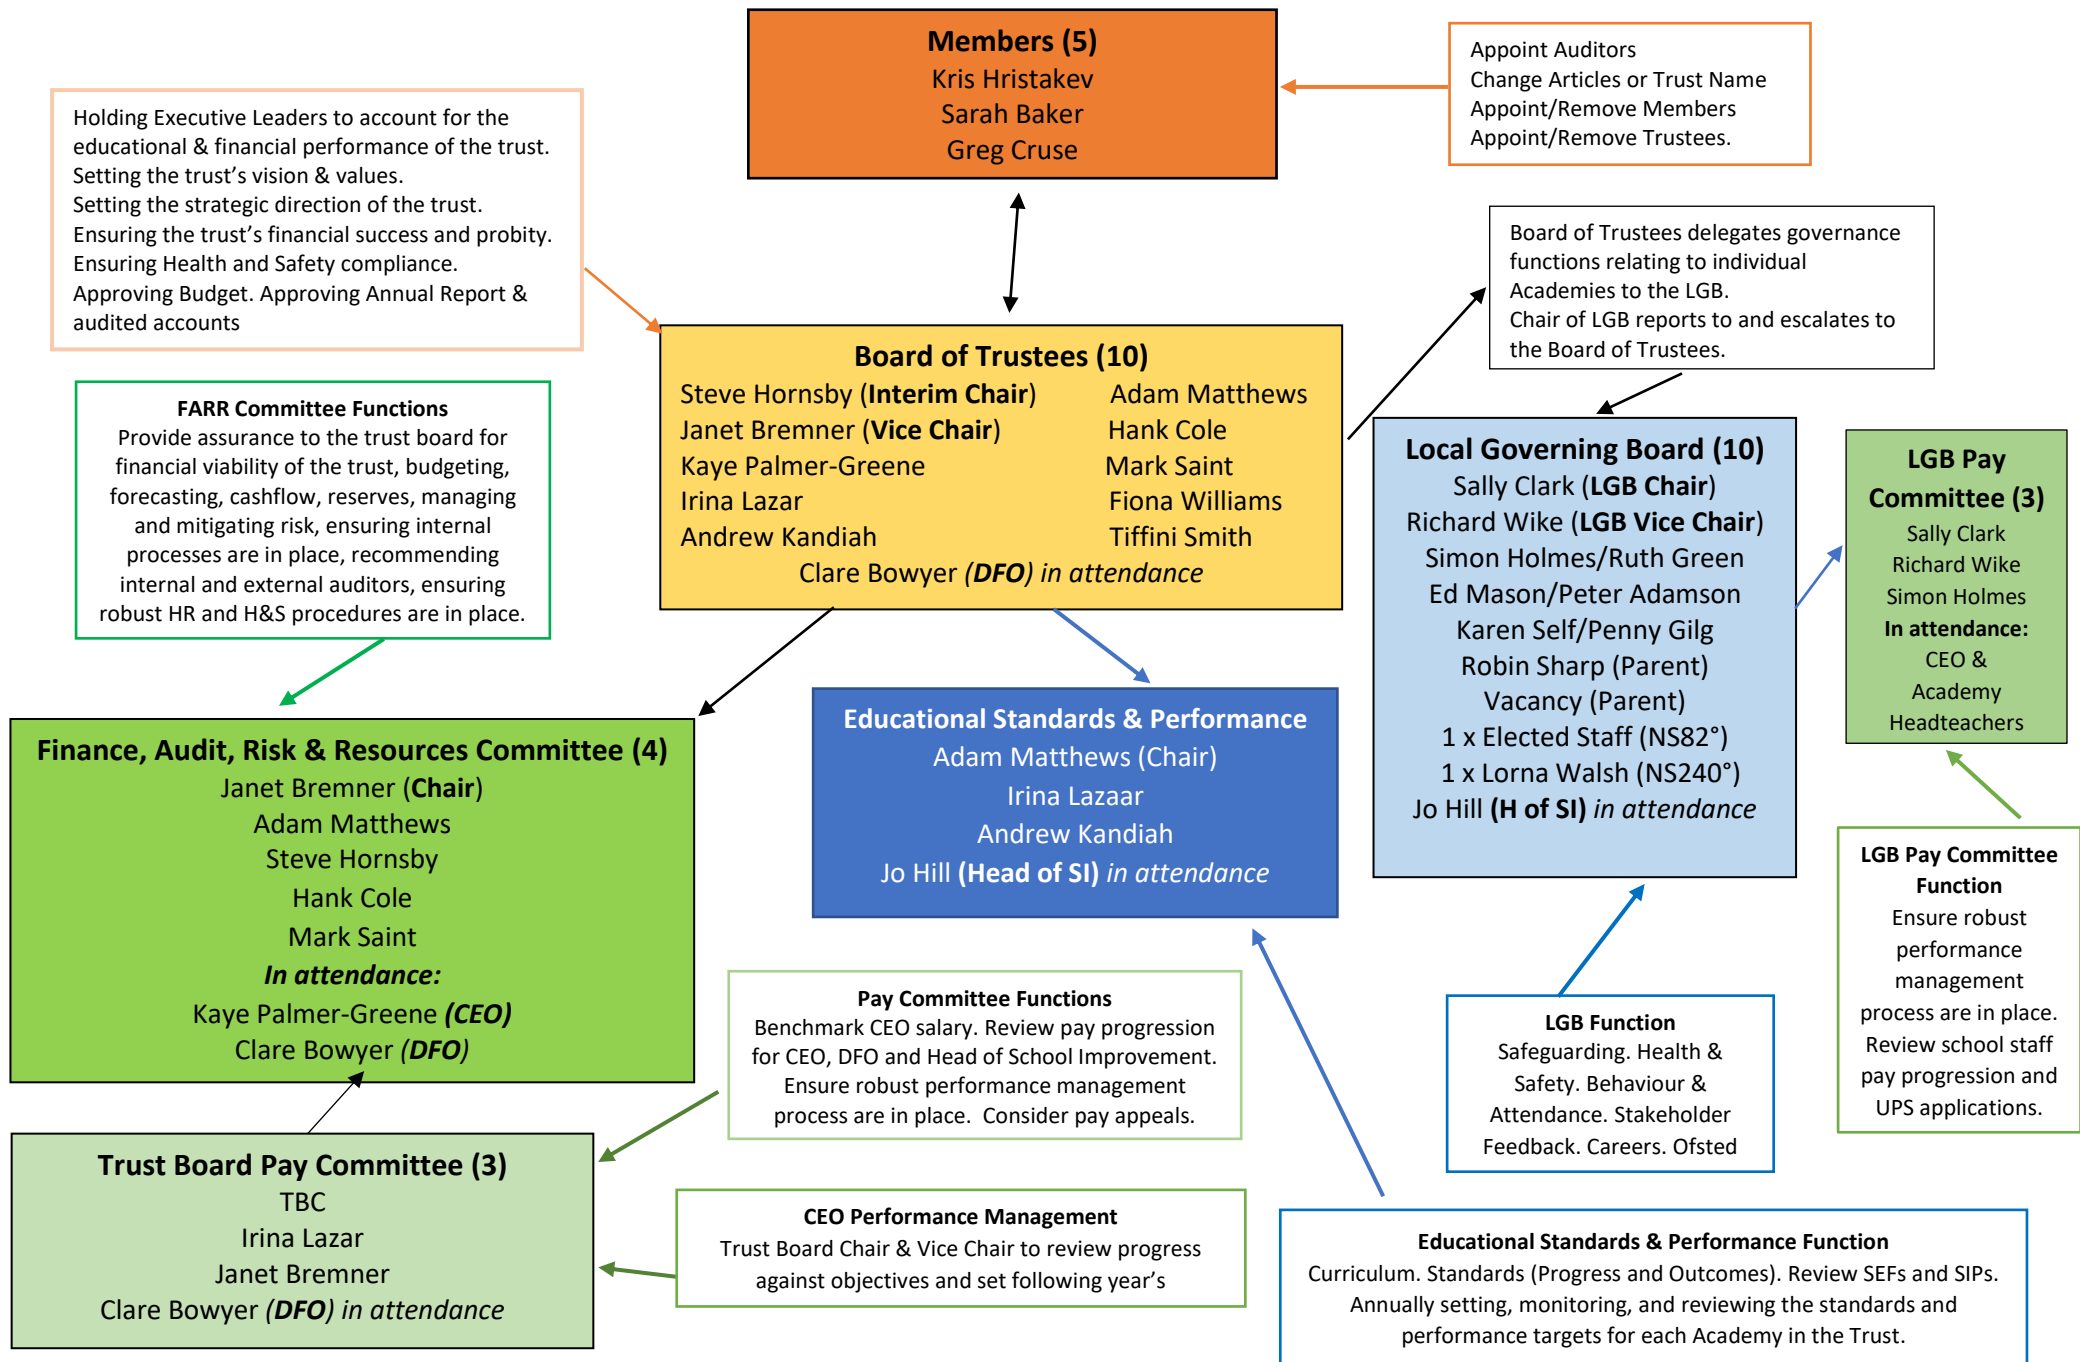 Members (5)
Kris Hristakev
Sarah Baker
Greg Cruse
Appoint Auditors
Change Articles or Trust Name
Appoint/Remove Members
Appoint/Remove Trustees.
Holding Executive Leaders to account for the
educational & financial performance of the trust.
Setting the trust’s vision & values.
Setting the strategic direction of the trust.
Ensuring the trust’s financial success and probity.
Ensuring Health and Safety compliance.
Approving Budget. Approving Annual Report &
audited accounts
Board of Trustees delegates governance
functions relating to individual
Academies to the LGB.
Chair of LGB reports to and escalates to
the Board of Trustees.
Board of Trustees (10)
Steve Hornsby (Interim Chair) Adam Matthews
Janet Bremner (Vice Chair) Hank Cole
Kaye Palmer-Greene Mark Saint
Irina Lazar Fiona Williams
Andrew Kandiah Tiffini Smith
Clare Bowyer (DFO) in attendance
FARR Committee Functions
Provide assurance to the trust board for
financial viability of the trust, budgeting,
forecasting, cashflow, reserves, managing
and mitigating risk, ensuring internal
processes are in place, recommending
internal and external auditors, ensuring
robust HR and H&S procedures are in place.
Local Governing Board (10)
Sally Clark (LGB Chair)
Richard Wike (LGB Vice Chair)
Simon Holmes/Ruth Green
Ed Mason/Peter Adamson
Karen Self/Penny Gilg
Robin Sharp (Parent)
Vacancy (Parent)
1 x Elected Staff (NS82°)
1 x Lorna Walsh (NS240°)
Jo Hill (H of SI) in attendance
LGB Pay
Committee (3)
Sally Clark
Richard Wike
Simon Holmes
In attendance:
CEO &
Academy
Headteachers
Finance, Audit, Risk & Resources Committee (4)
Janet Bremner (Chair)
Adam Matthews
Steve Hornsby
Hank Cole
Mark Saint
In attendance:
Kaye Palmer-Greene (CEO)
Clare Bowyer (DFO)
Educational Standards & Performance
Adam Matthews (Chair)
Irina Lazaar
Andrew Kandiah
Jo Hill (Head of SI) in attendance
LGB Pay Committee
Function
Ensure robust
performance
management
process are in place.
Review school staff
pay progression and
UPS applications.
Pay Committee Functions
Benchmark CEO salary. Review pay progression
for CEO, DFO and Head of School Improvement.
Ensure robust performance management
process are in place.  Consider pay appeals.
LGB Function
Safeguarding. Health &
Safety. Behaviour &
Attendance. Stakeholder
Feedback. Careers. Ofsted
Trust Board Pay Committee (3)
TBC
Irina Lazar
Janet Bremner
Clare Bowyer (DFO) in attendance
CEO Performance Management
Trust Board Chair & Vice Chair to review progress
against objectives and set following year’s
Educational Standards & Performance Function
Curriculum. Standards (Progress and Outcomes). Review SEFs and SIPs.
Annually setting, monitoring, and reviewing the standards and
performance targets for each Academy in the Trust.